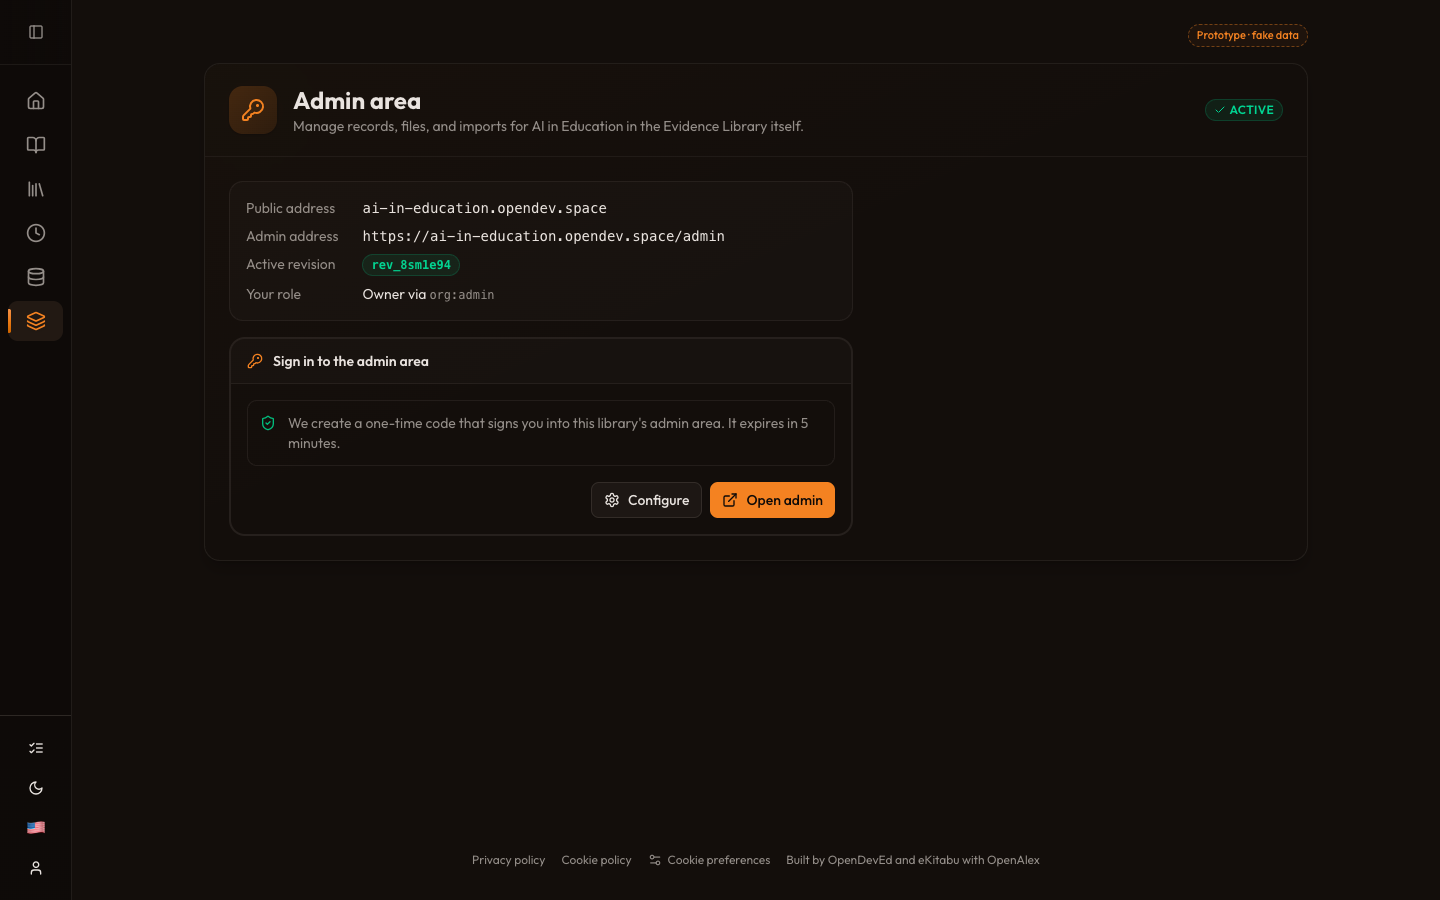 Prototype · fake data
Admin area
Manage records, files, and imports for AI in Education in the Evidence Library itself.
ACTIVE
Public address ai-in-education.opendev.space
Admin address https://ai-in-education.opendev.space/admin
Active revision rev_8sm1e94
Your role Owner via org:admin
Sign in to the admin area
We create a one-time code that signs you into this library's admin area. It expires in 5
minutes.
Configure Open admin
Privacy policy Cookie policy Cookie preferences Built by OpenDevEd and eKitabu with OpenAlex